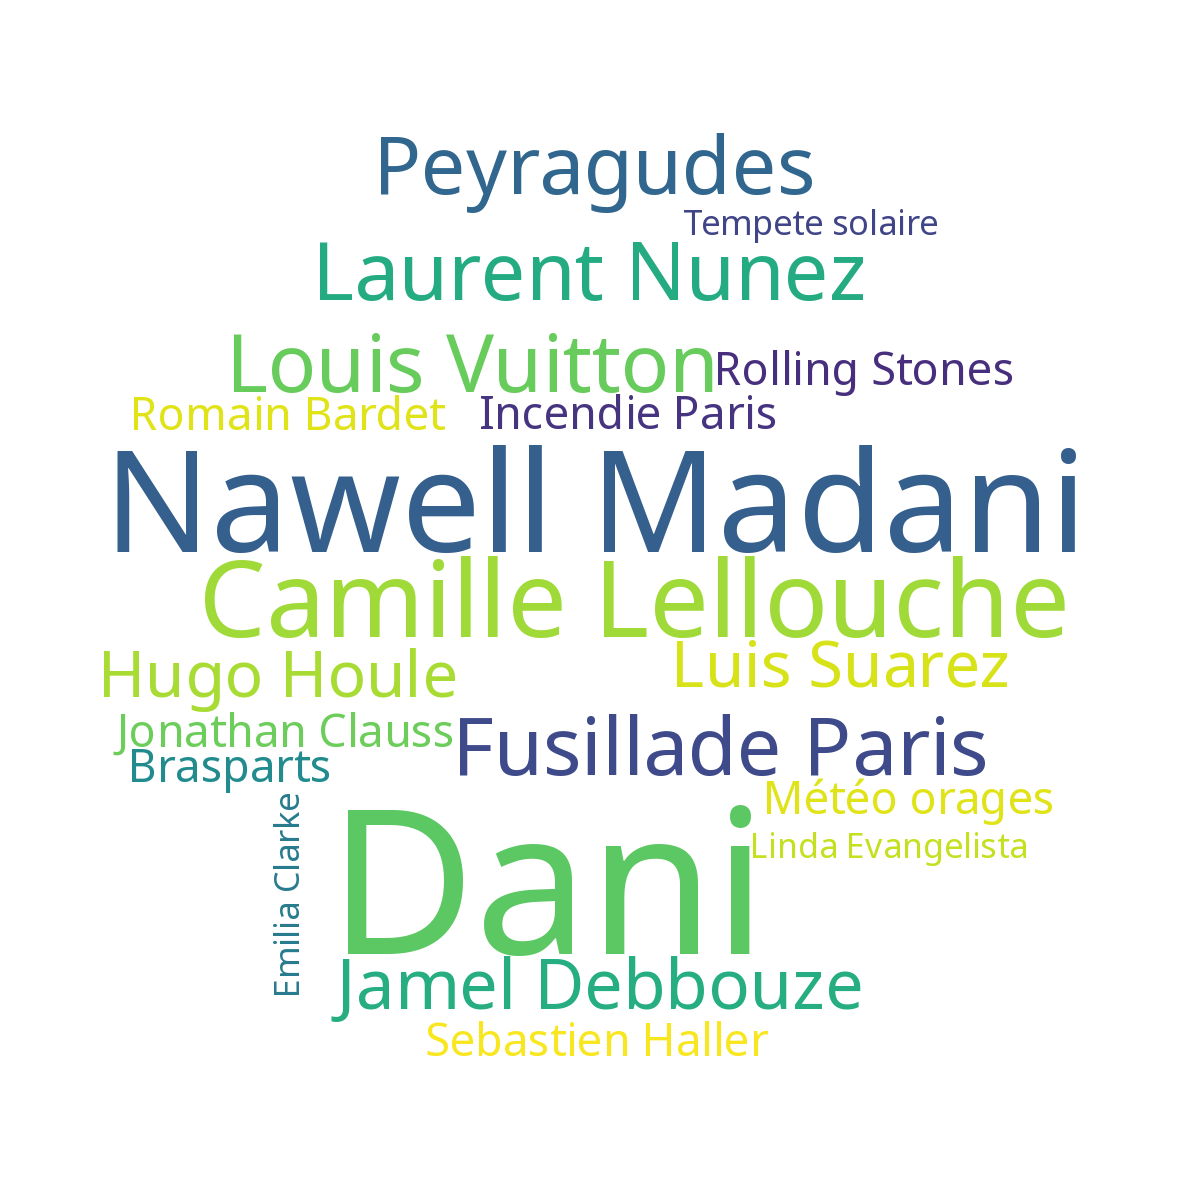 Peyragudes
Tempete solaire
Laurent Nunez
Louis Vuitton
Rolling Stones
Romain Bardet
Incendie Paris
Nawell Madani
Camille Lellouche
Hugo Houle
Luis Suarez
Jonathan Clauss
Fusillade Paris
Brasparts
Météo orages
Emilia Clarke
Dani
Linda Evangelista
Jamel Debbouze
Sebastien Haller